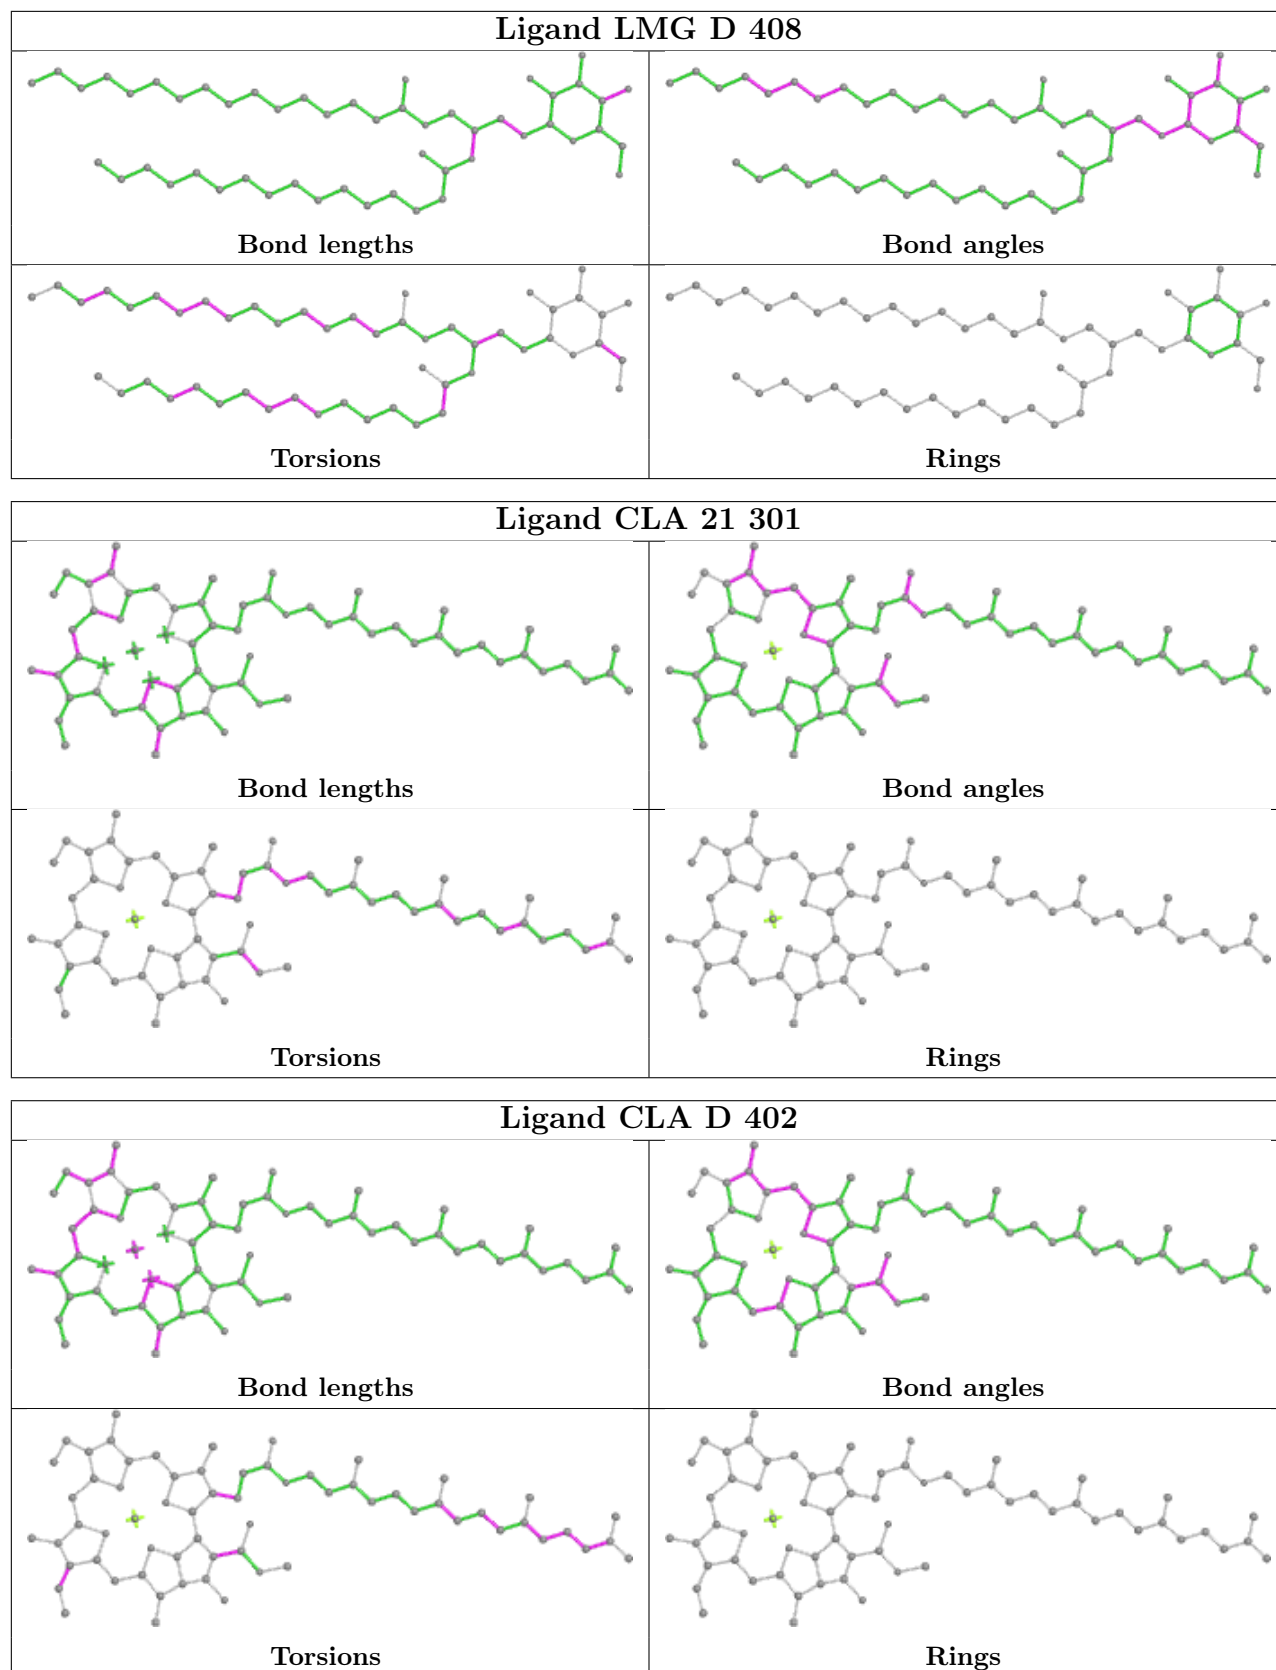 Ligand LMG D 408
Bond lengths
Bond angles
Torsions
Rings
Ligand CLA 21 301
Bond lengths
Bond angles
Torsions
Rings
Ligand CLA D 402
Bond lengths
Bond angles
Torsions
Rings